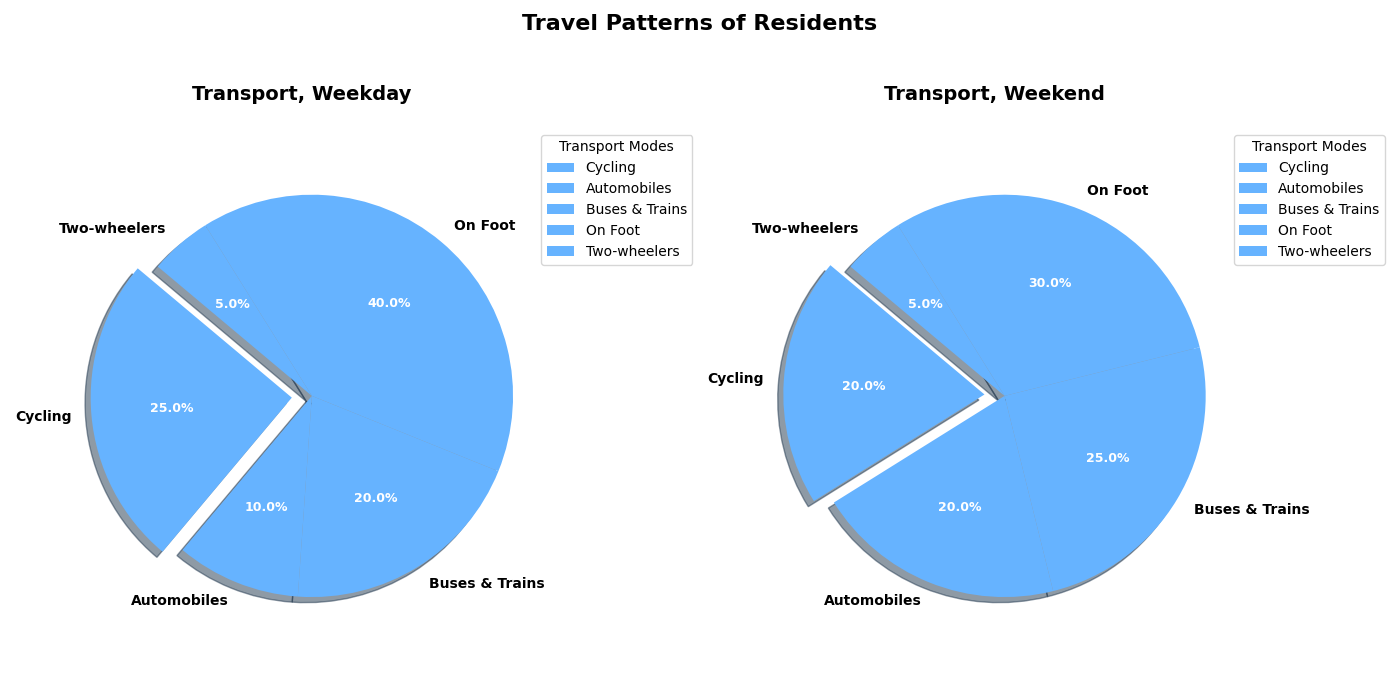 Travel Patterns of Residents
Transport, Weekday
Transport Modes
Cycling
Automobiles
Buses & Trains
On Foot
Two-wheelers
Two-wheelers
On Foot
5.0%
40.0%
25.0%
Cycling
20.0%
10.0%
Buses & Trains
Automobiles
Transport, Weekend
Transport Modes
Cycling
Automobiles
Buses & Trains
On Foot
Two-wheelers
On Foot
Two-wheelers
30.0%
5.0%
Cycling
20.0%
25.0%
20.0%
Buses & Trains
Automobiles